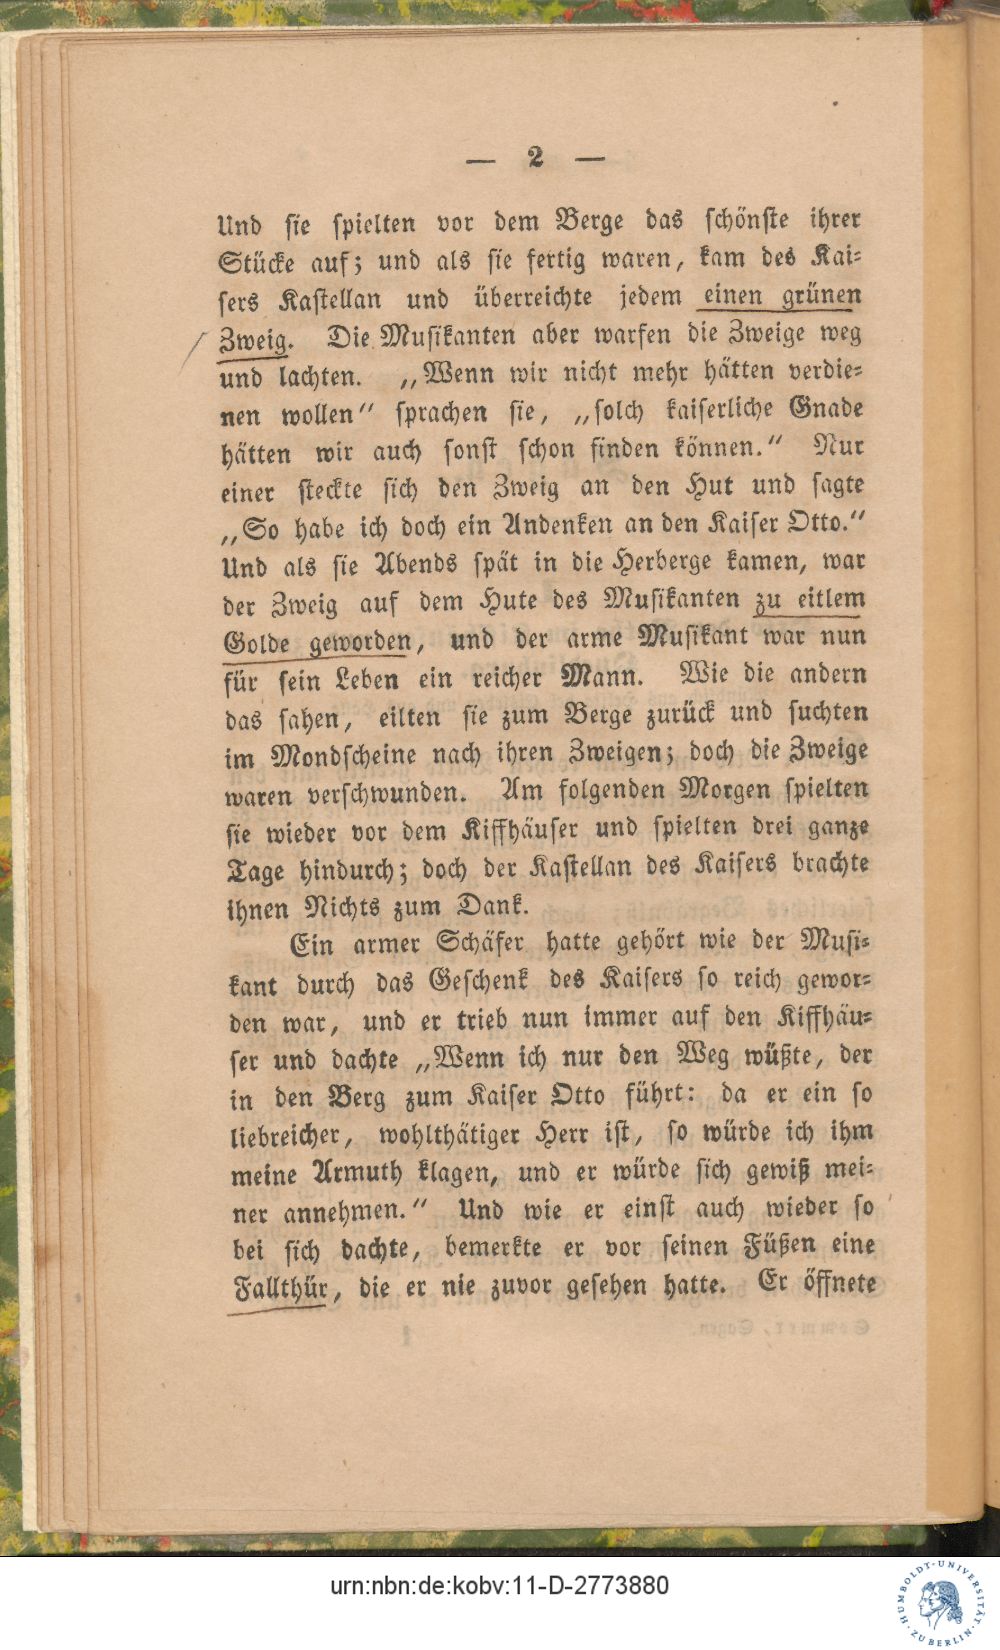 — 2 —
Und sie spielten vor dem Berge das schönste ihrer
Stücke auf; und als sie fertig waren, kam des Kai⸗
sers Kastellan und überreichte jedem einen grünen
Zweig. Die Musikanten aber warfen die Zweige weg
und lachten. „Wenn wir nicht mehr hätten verdie⸗
nen wollen“ sprachen sie, „solch kaiserliche Gnade
hätten wir auch sonst schon finden können.“ Nur
einer steckte sich den Zweig an den Hut und sagte
„So habe ich doch ein Andenken an den Kaiser Otto.“
Und als sie Abends spät in die Herberge kamen, war
der Zweig auf dem Hute des Musikanten zu eitlem
Golde geworden, und der arme Musikant war nun
für sein Leben ein reicher Mann. Wie die andern
das sahen, eilten sie zum Berge zurück und suchten
im Mondscheine nach ihren Zweigen; doch die Zweige
waren verschwunden. Am folgenden Morgen spielten
sie wieder vor dem Kiffhäuser und spielten drei ganze
Tage hindurch; doch der Kastellan des Kaisers brachte
ihnen Nichts zum Dank.
Ein armer Schäfer hatte gehört wie der Musi⸗
kant durch das Geschenk des Kaisers so reich gewor⸗
den war, und er trieb nun immer auf den Kiffhäu⸗
ser und dachte „Wenn ich nur den Weg wüßte, der
in den Berg zum Kaiser Otto führt: da er ein so
liebreicher, wohlthätiger Herr ist, so würde ich ihm
meine Armuth klagen, und er würde sich gewiß mei⸗
ner annehmen.“ Und wie er einst auch wieder so
bei sich dachte, bemerkte er vor seinen Füßen eine
Fallthür, die er nie zuvor gesehen hatte. Er öffnete
urn:nbn:de:kobv:11-D-2773880
HUMBOLDT-UNIVERSITÄT ZU BERLIN